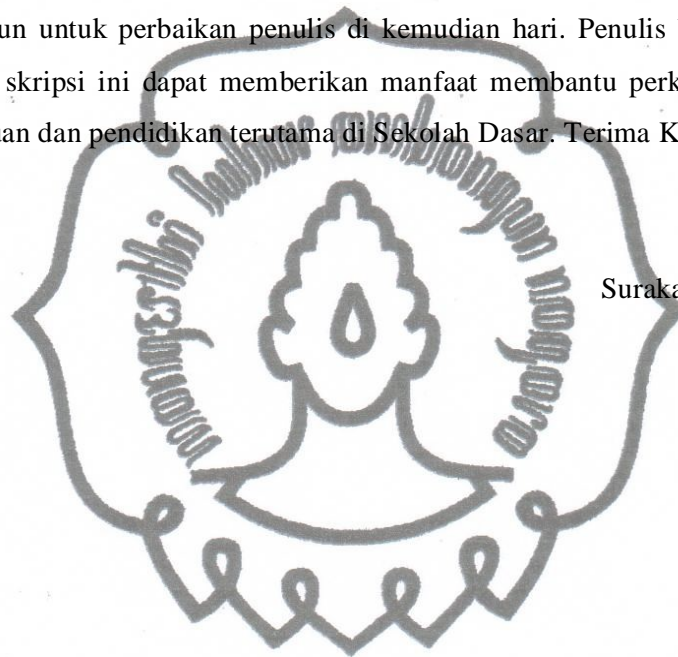 un untuk perbaikan penulis di kemudian hari. Penulis
skripsi ini dapat memberikan manfaat membantu perk
uan dan pendidikan terutama di Sekolah Dasar. Terima K
Suraka